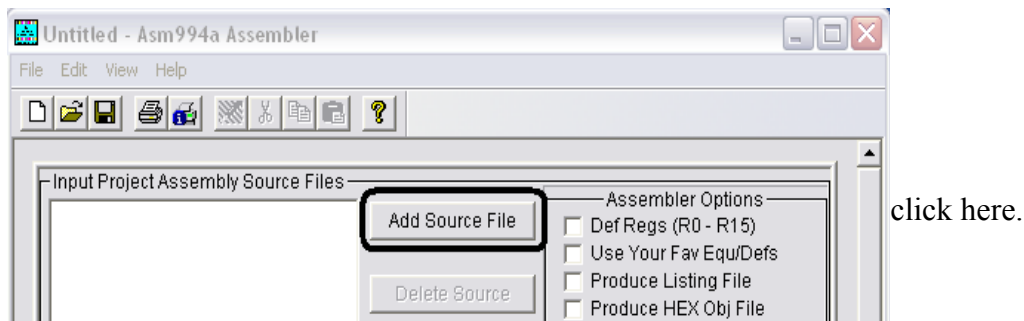 Untitled - Asm994a Assembler
File Edit View Help
Input Project Assembly Source Files
Add Source File
Delete Source
Assembler Options
Def Regs (R0 - R15)
Use Your Fav Equ/Defs
Produce Listing File
Produce HEX Obj File
click here.